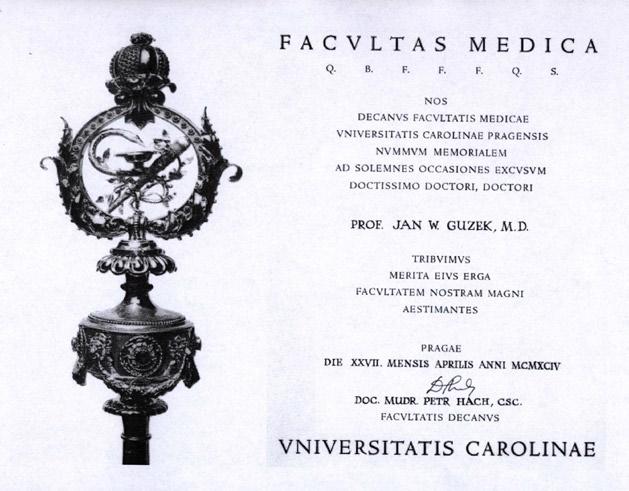 FACVLTAS MEDICA
Q. B. F. F. F. Q. S.
NOS
DECANVS FACVLTATIS MEDICAE
VNIVERSITATIS CAROLINAE PRAGENSIS
NVMMVM MEMORIALEM
AD SOLEMNES OCCASIONES EXCVSVM
DOCTISSIMO DOCTORI, DOCTORI
PROF. JAN W. GUZEK, M.D.
TRIBVIMVS
MERITA EIVS ERGA
FACVLTATEM NOSTRAM MAGNI
AESTIMANTES
PRAGAE
DIE XXVII. MENSIS APRILIS ANNI MCMXCIV
DOC. MUDR. PETR HACH, CSC.
FACVLTATIS DECANVS
VNIVERSITATIS CAROLINAE